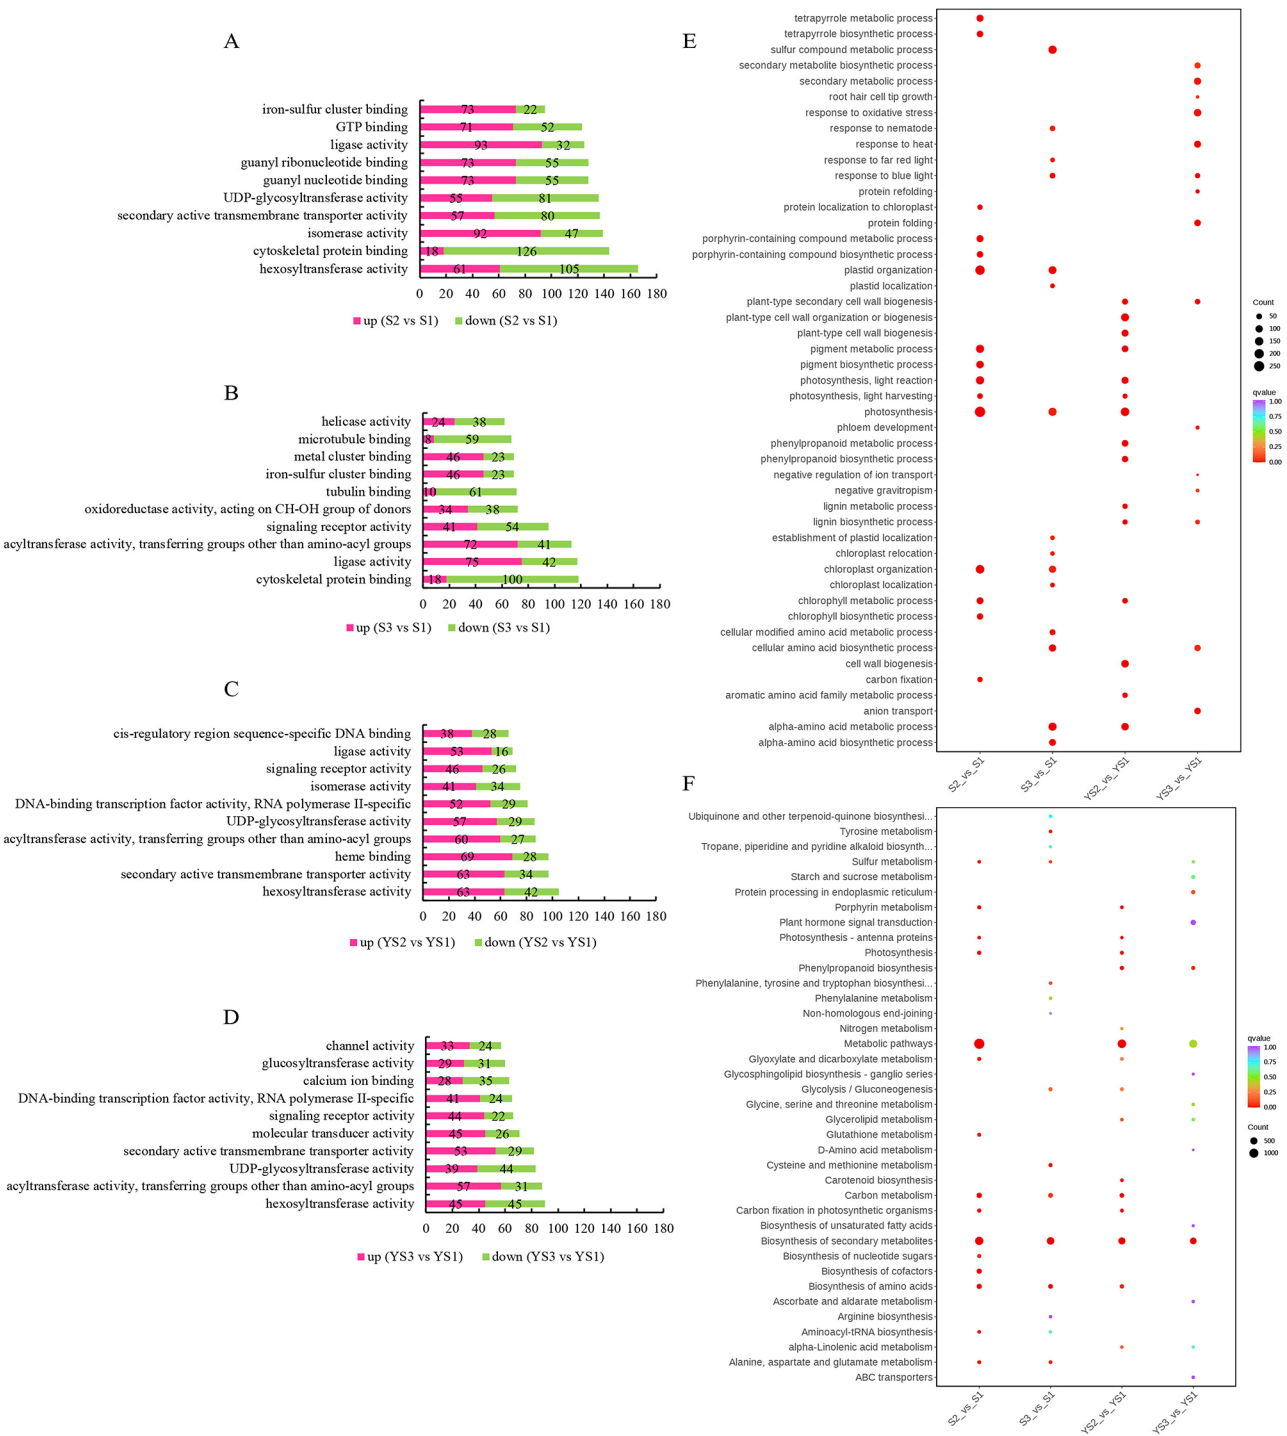 A
iron-sulfur cluster binding 73 22
GTP binding 71 52
ligase activity 93 32
guanyl ribonucleotide binding 73 55
guanyl nucleotide binding 73 55
UDP-glycosyltransferase activity 55 81
secondary active transmembrane transporter activity 57 80
isomerase activity 92 47
cytoskeletal protein binding 18 126
hexosyltransferase activity 61 105
0 20 40 60 80 100 120 140 160 180
up (S2 vs S1) down (S2 vs S1)
B
helicase activity 24 38
microtubule binding 8 59
metal cluster binding 46 23
iron-sulfur cluster binding 46 23
tubulin binding 10 61
oxidoreductase activity, acting on CH-OH group of donors 34 38
signaling receptor activity 41 54
acyltransferase activity, transferring groups other than amino-acyl groups 72 41
ligase activity 75 42
cytoskeletal protein binding 18 100
0 20 40 60 80 100 120 140 160 180
up (S3 vs S1) down (S3 vs S1)
C
cis-regulatory region sequence-specific DNA binding 38 28
ligase activity 53 16
signaling receptor activity 46 26
isomerase activity 41 34
DNA-binding transcription factor activity, RNA polymerase II-specific 52 29
UDP-glycosyltransferase activity 57 29
acyltransferase activity, transferring groups other than amino-acyl groups 60 27
heme binding 69 28
secondary active transmembrane transporter activity 63 34
hexosyltransferase activity 63 42
0 20 40 60 80 100 120 140 160 180
up (YS2 vs YS1) down (YS2 vs YS1)
D
channel activity 33 24
glucosyltransferase activity 29 31
calcium ion binding 28 35
DNA-binding transcription factor activity, RNA polymerase II-specific 41 24
signaling receptor activity 44 22
molecular transducer activity 45 26
secondary active transmembrane transporter activity 53 29
UDP-glycosyltransferase activity 39 44
acyltransferase activity, transferring groups other than amino-acyl groups 57 31
hexosyltransferase activity 45 45
0 20 40 60 80 100 120 140 160 180
up (YS3 vs YS1) down (YS3 vs YS1)
E
tetrapyrrole metabolic process
tetrapyrrole biosynthetic process
sulfur compound metabolic process
secondary metabolite biosynthetic process
secondary metabolic process
root hair cell tip growth
response to oxidative stress
response to nematode
response to heat
response to far red light
response to blue light
protein refolding
protein localization to chloroplast
protein folding
porphyrin-containing compound metabolic process
porphyrin-containing compound biosynthetic process
plastid organization
plastid localization
plant-type secondary cell wall biogenesis
plant-type cell wall organization or biogenesis
plant-type cell wall biogenesis
pigment metabolic process
pigment biosynthetic process
photosynthesis, light reaction
photosynthesis, light harvesting
photosynthesis
phloem development
phenylpropanoid metabolic process
phenylpropanoid biosynthetic process
negative regulation of ion transport
negative gravitropism
lignin metabolic process
lignin biosynthetic process
establishment of plastid localization
chloroplast relocation
chloroplast organization
chloroplast localization
chlorophyll metabolic process
chlorophyll biosynthetic process
cellular modified amino acid metabolic process
cellular amino acid biosynthetic process
cell wall biogenesis
carbon fixation
aromatic amino acid family metabolic process
anion transport
alpha-amino acid metabolic process
alpha-amino acid biosynthetic process
S2_vs_S1 S3_vs_S1 YS2_vs_YS1 YS3_vs_YS1
Count
50
100
150
200
250
qvalue
1.00
0.75
0.50
0.25
0.00
F
Ubiquinone and other terpenoid-quinone biosynthesi...
Tyrosine metabolism
Tropane, piperidine and pyridine alkaloid biosynth...
Sulfur metabolism
Starch and sucrose metabolism
Protein processing in endoplasmic reticulum
Porphyrin metabolism
Plant hormone signal transduction
Photosynthesis - antenna proteins
Photosynthesis
Phenylpropanoid biosynthesis
Phenylalanine, tyrosine and tryptophan biosynthesi...
Phenylalanine metabolism
Non-homologous end-joining
Nitrogen metabolism
Metabolic pathways
Glyoxylate and dicarboxylate metabolism
Glycosphingolipid biosynthesis - ganglio series
Glycolysis / Gluconeogenesis
Glycine, serine and threonine metabolism
Glycerolipid metabolism
Glutathione metabolism
D-Amino acid metabolism
Cysteine and methionine metabolism
Carotenoid biosynthesis
Carbon metabolism
Carbon fixation in photosynthetic organisms
Biosynthesis of unsaturated fatty acids
Biosynthesis of secondary metabolites
Biosynthesis of nucleotide sugars
Biosynthesis of cofactors
Biosynthesis of amino acids
Ascorbate and aldarate metabolism
Arginine biosynthesis
Aminoacyl-tRNA biosynthesis
alpha-Linolenic acid metabolism
Alanine, aspartate and glutamate metabolism
ABC transporters
S2_vs_S1 S3_vs_S1 YS2_vs_YS1 YS3_vs_YS1
qvalue
1.00
0.75
0.50
0.25
0.00
Count
500
1000